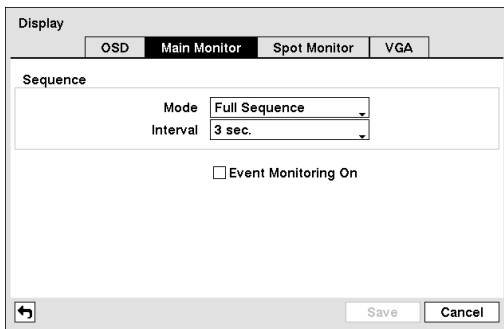 Display
OSD Main Monitor Spot Monitor VGA
Sequence
Mode Full Sequence
Interval 3 sec.
Event Monitoring On
Save Cancel